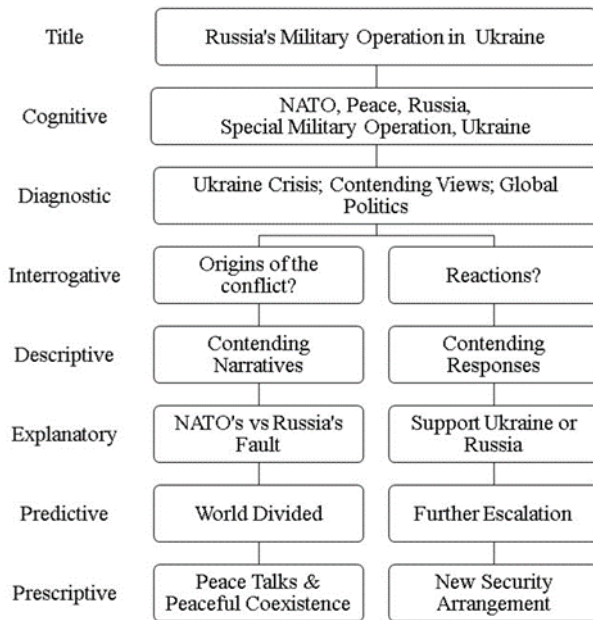 Title
Russia's Military Operation in Ukraine
Cognitive
NATO, Peace, Russia,
Special Military Operation, Ukraine
Diagnostic
Ukraine Crisis; Contending Views; Global
Politics
Interrogative
Origins of the
conflict?
Reactions?
Descriptive
Contending
Narratives
Contending
Responses
Explanatory
NATO's vs Russia's
Fault
Support Ukraine or
Russia
Predictive
World Divided
Further Escalation
Prescriptive
Peace Talks &
Peaceful Coexistence
New Security
Arrangement